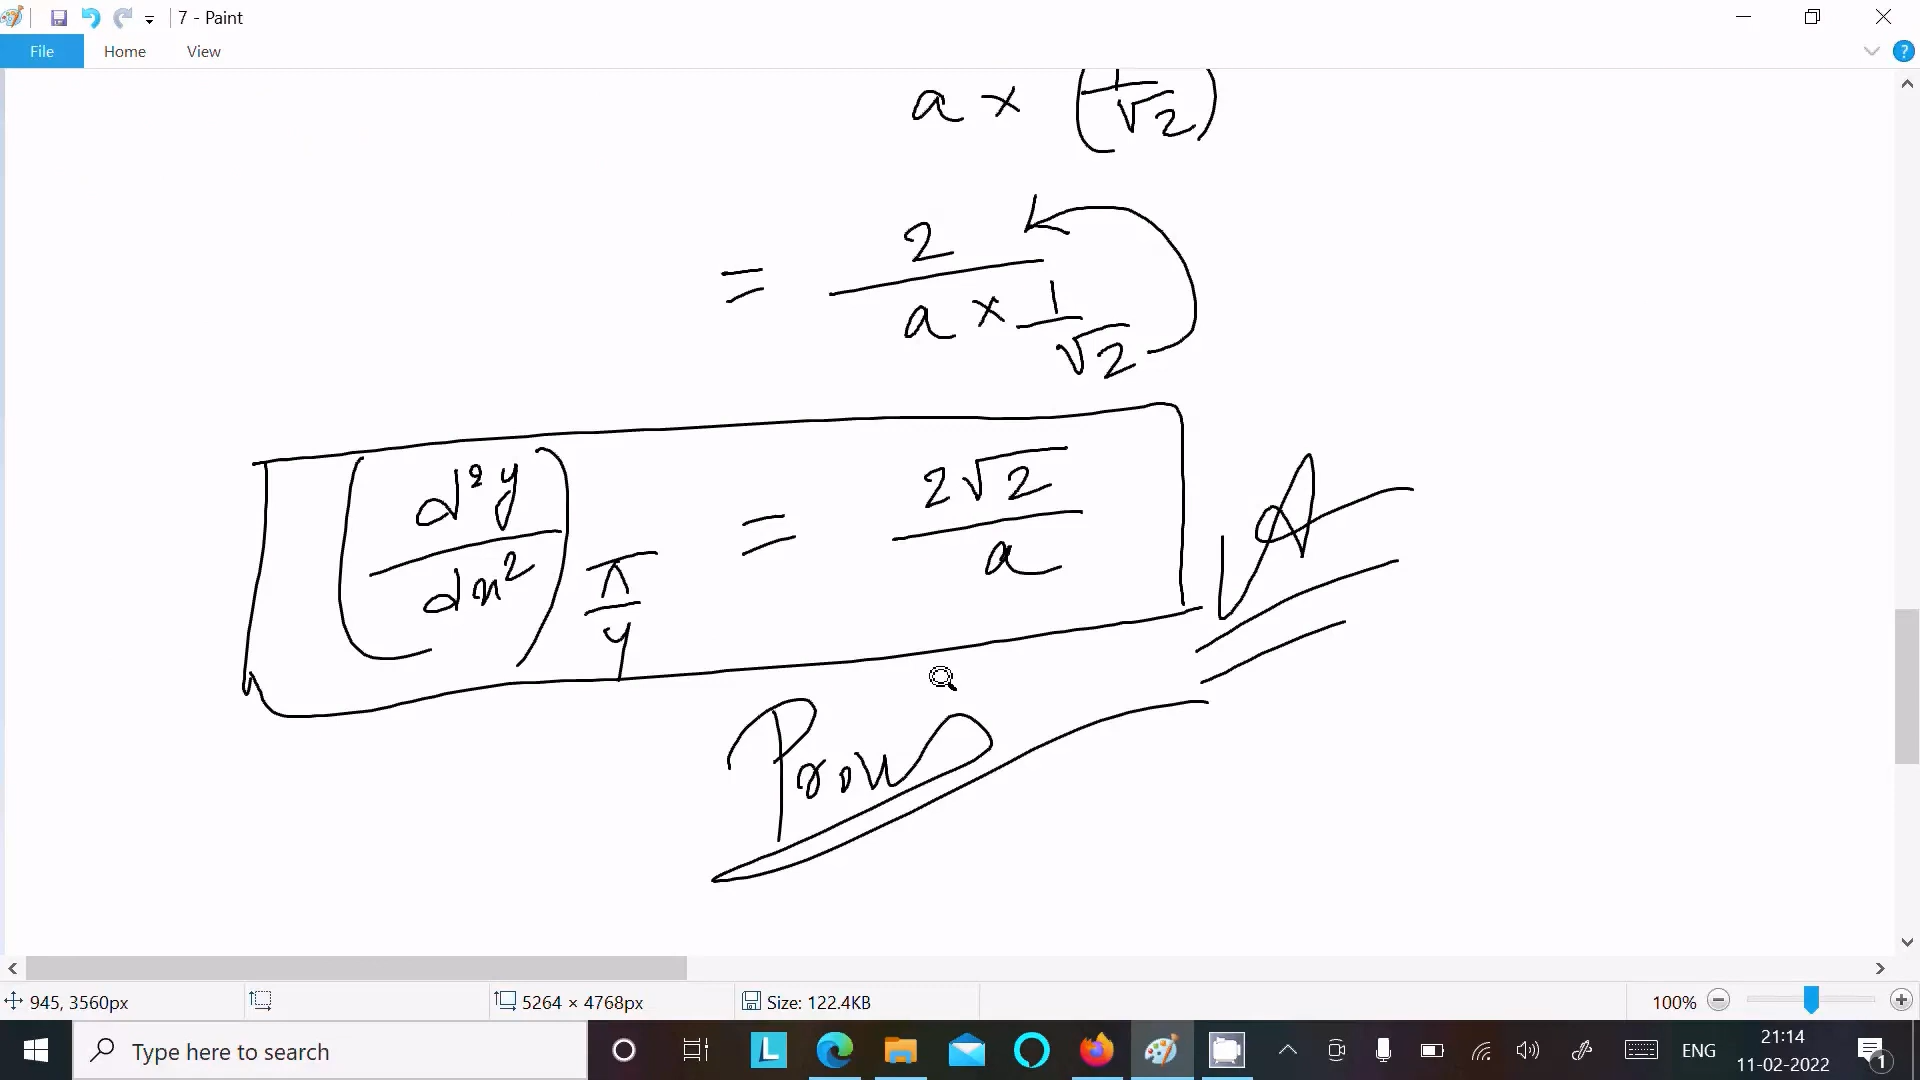 7 - Paint
File Home View
a × (1/√2)
= 2/(a × 1/√2)
(d²y/dx²) π/4 = 2√2/a
945, 3560px 5264 × 4768px Size: 122.4KB 100%
Type here to search ENG 21:14
11-02-2022 1